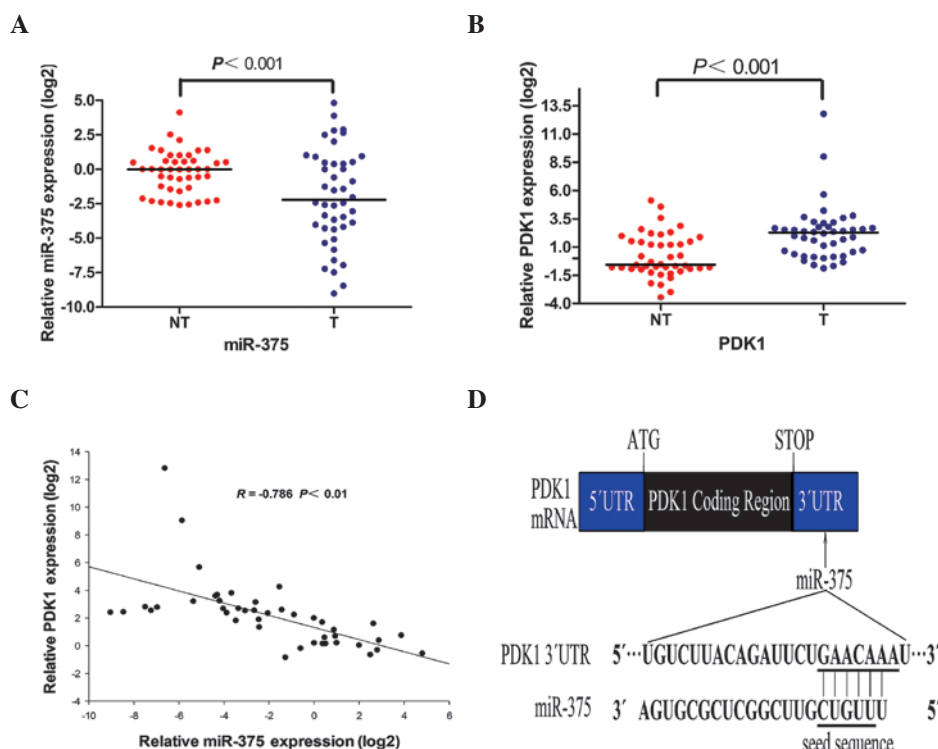 A
P< 0.001
Relative miR-375 expression (log2)
5.0
2.5
0.0
-2.5
-5.0
-7.5
-10.0
NT
T
miR-375
B
P< 0.001
Relative PDK1 expression (log2)
13.5
11.0
8.5
6.0
3.5
1.0
-1.5
-4.0
NT
T
PDK1
C
Relative PDK1 expression (log2)
14
12
10
8
6
4
2
0
-2
-4
R = -0.786 P< 0.01
-10 -8 -6 -4 -2 0 2 4 6
Relative miR-375 expression (log2)
D
ATG STOP
PDK1 mRNA
5´UTR PDK1 Coding Region 3´UTR
miR-375
PDK1 3´UTR 5´···UGUCUUACAGAUUCUGAACAAAU···3´
miR-375 3´ AGUGCGCUCGGCUUGCUGUUU 5´
seed sequence